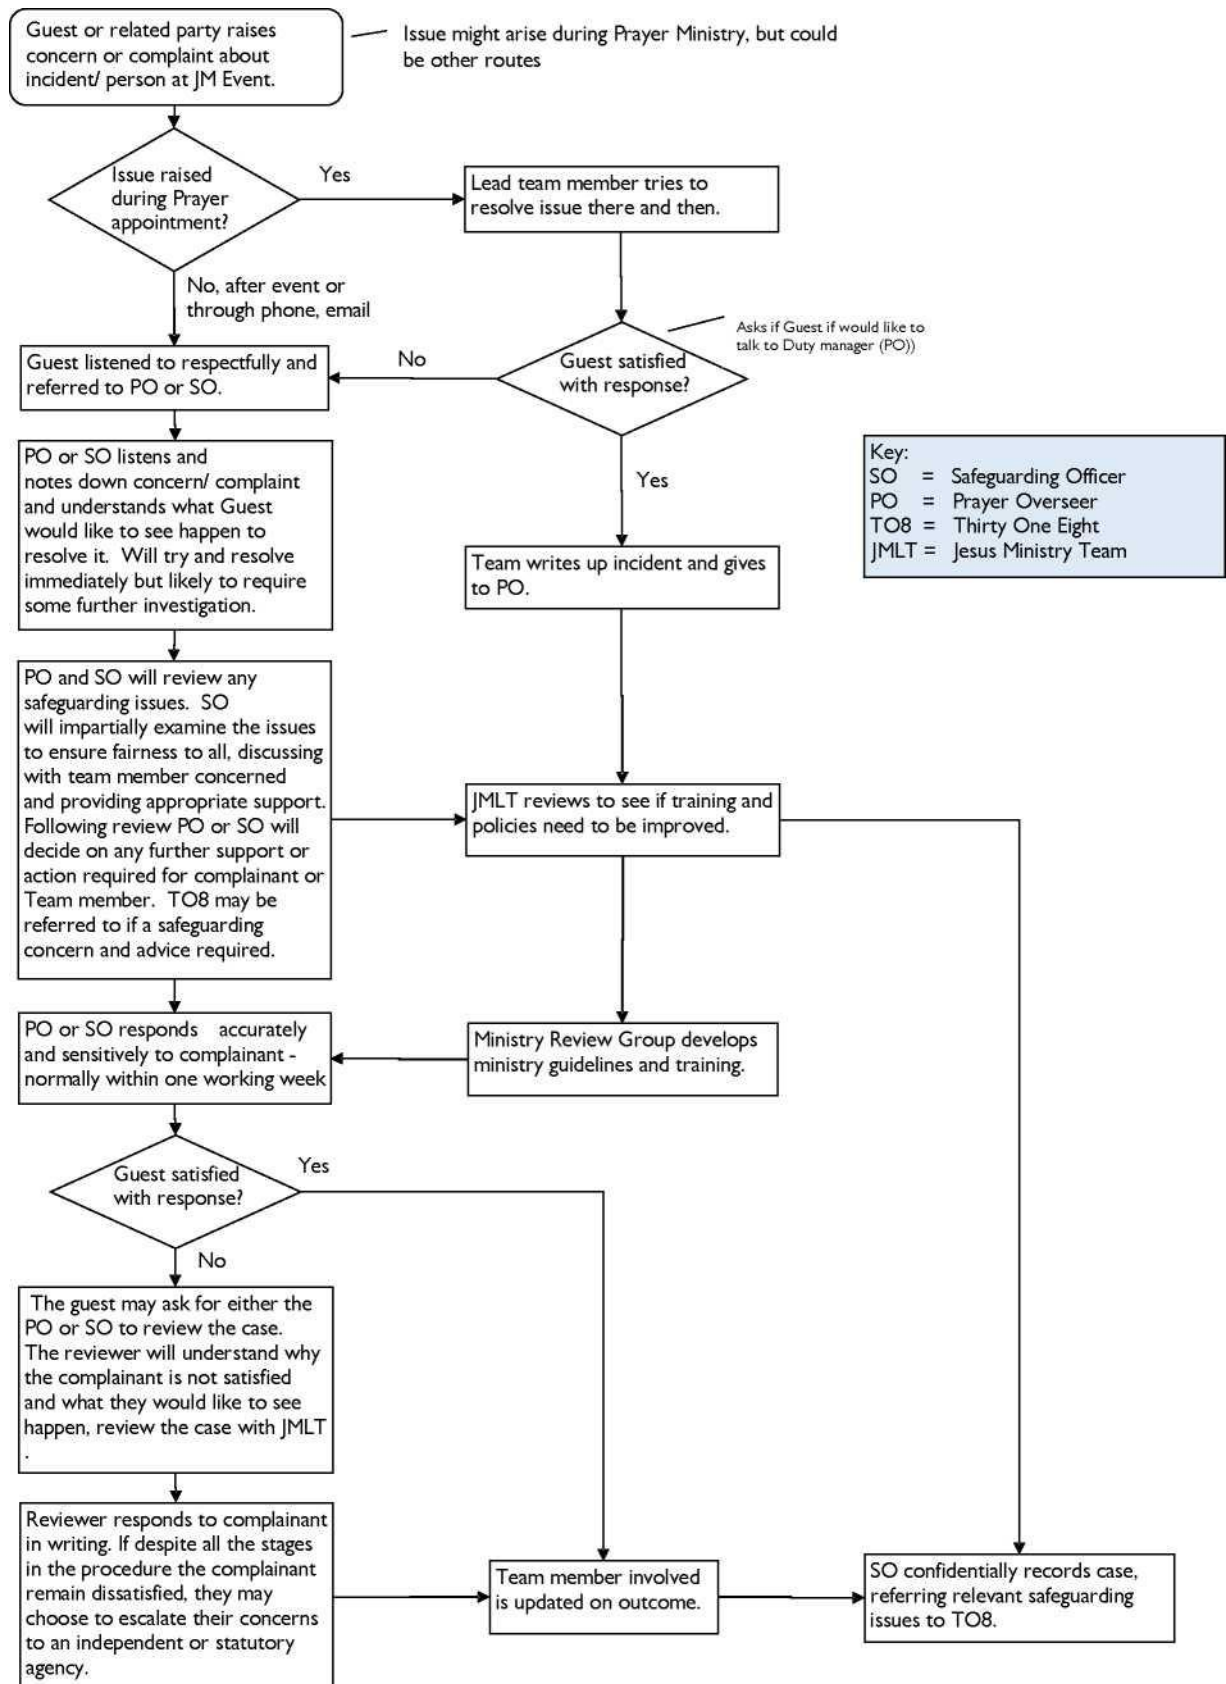 Guest or related party raises
concern or complaint about
incident/ person at JM Event.
Issue might arise during Prayer Ministry, but could
be other routes
Issue raised
during Prayer
appointment?
Yes
Lead team member tries to
resolve issue there and then.
No, after event or
through phone, email
Asks if Guest if would like to
talk to Duty manager (PO))
Guest satisfied
with response?
No
Guest listened to respectfully and
referred to PO or SO.
Yes
PO or SO listens and
notes down concern/ complaint
and understands what Guest
would like to see happen to
resolve it. Will try and resolve
immediately but likely to require
some further investigation.
Key:
SO = Safeguarding Officer
PO = Prayer Overseer
TO8 = Thirty One Eight
JMLT = Jesus Ministry Team
Team writes up incident and gives
to PO.
PO and SO will review any
safeguarding issues. SO
will impartially examine the issues
to ensure fairness to all, discussing
with team member concerned
and providing appropriate support.
Following review PO or SO will
decide on any further support or
action required for complainant or
Team member. TO8 may be
referred to if a safeguarding
concern and advice required.
JMLT reviews to see if training and
policies need to be improved.
PO or SO responds accurately
and sensitively to complainant -
normally within one working week
Ministry Review Group develops
ministry guidelines and training.
Guest satisfied
with response?
Yes
No
The guest may ask for either the
PO or SO to review the case.
The reviewer will understand why
the complainant is not satisfied
and what they would like to see
happen, review the case with JMLT
.
Reviewer responds to complainant
in writing. If despite all the stages
in the procedure the complainant
remain dissatisfied, they may
choose to escalate their concerns
to an independent or statutory
agency.
Team member involved
is updated on outcome.
SO confidentially records case,
referring relevant safeguarding
issues to TO8.